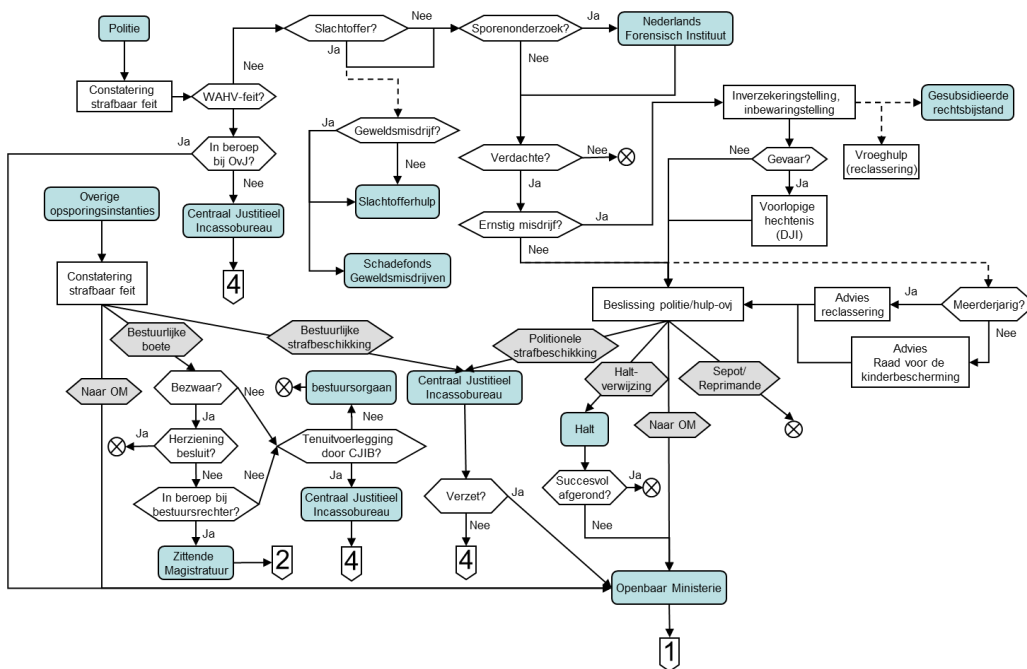 Politie
Constatering
strafbaar feit
WAHV-feit?
Nee
Slachtoffer?
Nee
Ja
Sporenonderzoek?
Ja
Nee
Nederlands
Forensisch Instituut
Ja
In beroep
bij OvJ?
Nee
Centraal Justitieel
Incassobureau
4
Ja
Geweldsmisdrijf?
Nee
Slachtofferhulp
Schadefonds
Geweldsmisdrijven
Verdachte?
Nee
Ja
Ernstig misdrijf?
Ja
Nee
Inverzekeringstelling,
inbewaringstelling
Gesubsidieerde
rechtsbijstand
Nee
Gevaar?
Ja
Vroeghulp
(reclassering)
Voorlopige
hechtenis
(DJI)
Overige
opsporingsinstanties
Constatering
strafbaar feit
Beslissing politie/hulp-ovj
Advies
reclassering
Ja
Meerderjarig?
Nee
Advies
Raad voor de
kinderbescherming
Bestuurlijke
boete
Bestuurlijke
strafbeschikking
Politionele
strafbeschikking
Naar OM
Bezwaar?
Nee
Ja
Ja
Herziening
besluit?
Nee
Nee
In beroep bij
bestuursrechter?
Ja
Zittende
Magistratuur
2
bestuursorgaan
Nee
Tenuitvoerlegging
door CJIB?
Ja
Centraal Justitieel
Incassobureau
4
Centraal Justitieel
Incassobureau
Verzet?
Ja
Nee
4
Halt-
verwijzing
Sepot/
Reprimande
Halt
Naar OM
Succesvol
afgerond?
Ja
Nee
Openbaar Ministerie
1